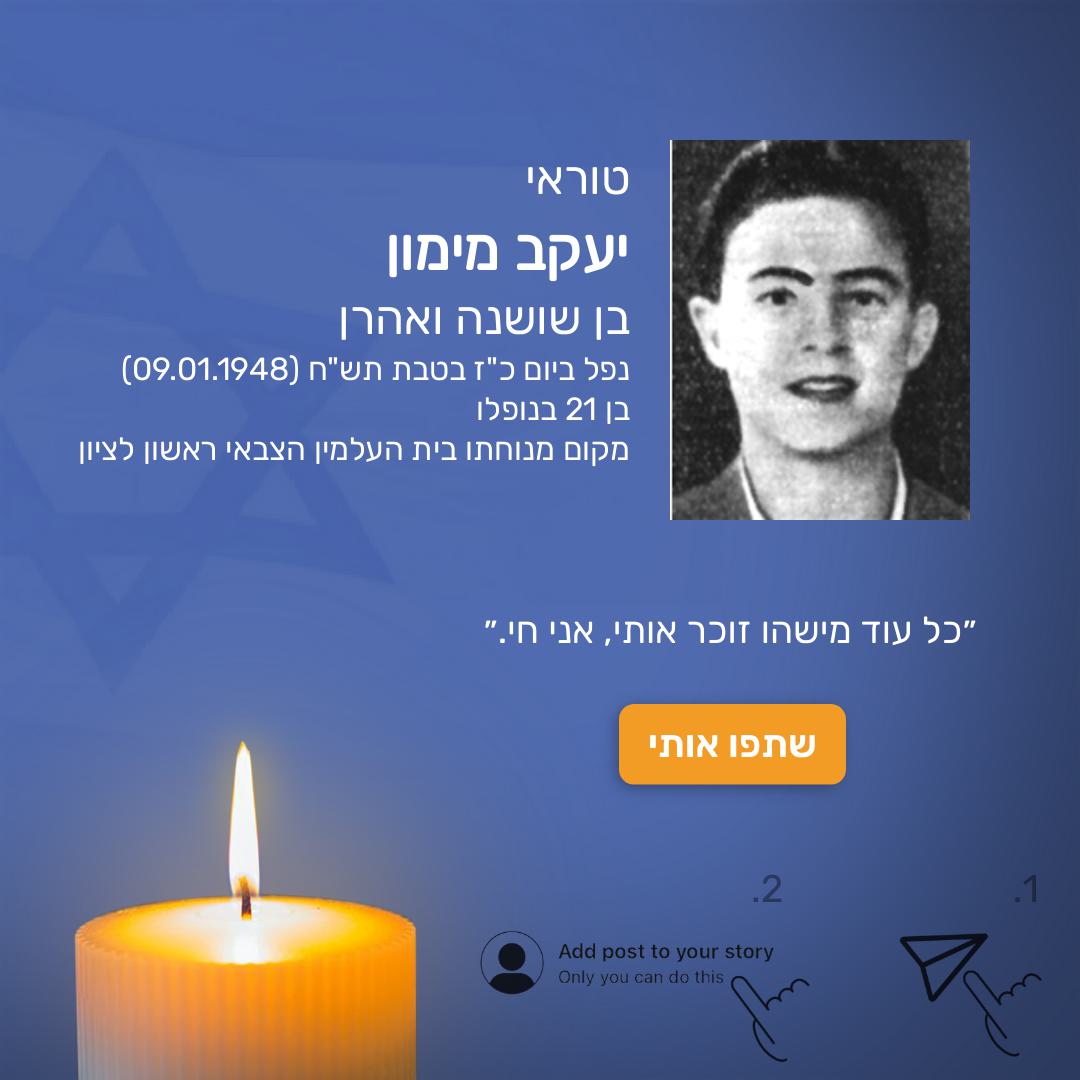 טוראי
יעקב מימון
בן שושנה ואהרן
נפל ביום כ"ז בטבת תש"ח (09.01.1948)
בן 21 בנופלו
מקום מנוחתו בית העלמין הצבאי ראשון לציון
״כל עוד מישהו זוכר אותי, אני חי.״
שתפו אותי
.1
.2
Add post to your story
Only you can do this